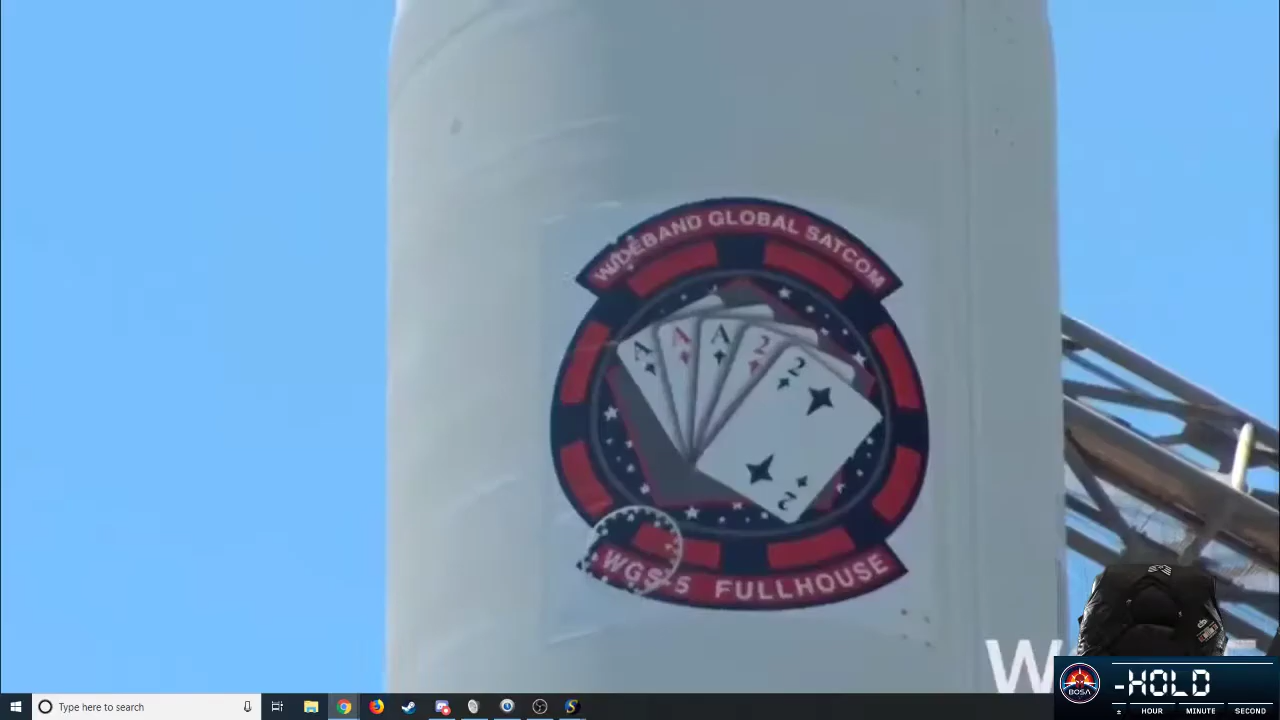 WIDEBAND GLOBAL SATCOM
A A A 2 2
2
WGS-5 FULLHOUSE
W
Type here to search
BOSA
-HOLD
± HOUR MINUTE SECOND